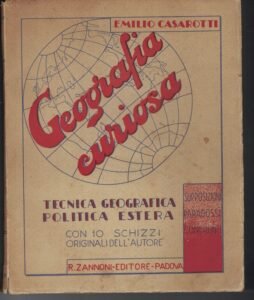 EMILIO CASAROTTI
Geografia
curiosa
TECNICA GEOGRAFICA
POLITICA ESTERA
CON 10 SCHIZZI
ORIGINALI DELL'AUTORE
SUPPOSIZIONI
PARADOSSI
R. ZANNONI-EDITORE-PADOVA